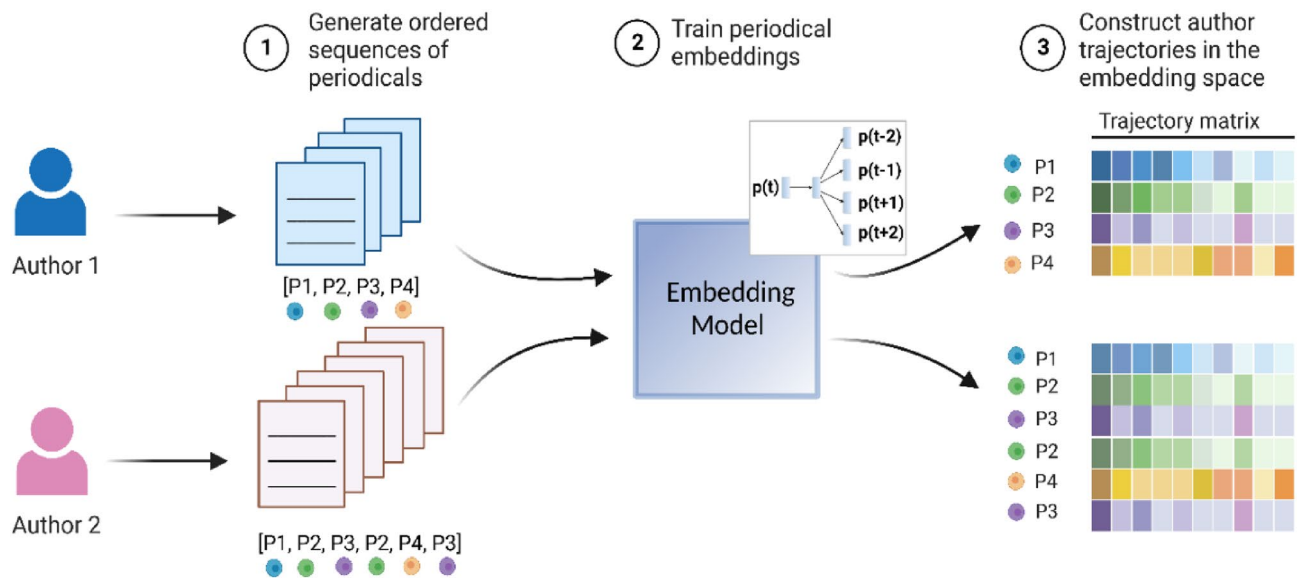 1 Generate ordered
sequences of
periodicals
2 Train periodical
embeddings
3 Construct author
trajectories in the
embedding space
Author 1
[P1, P2, P3, P4]
Author 2
[P1, P2, P3, P2, P4, P3]
p(t)
p(t-2)
p(t-1)
p(t+1)
p(t+2)
Embedding
Model
Trajectory matrix
P1
P2
P3
P4
P1
P2
P3
P2
P4
P3